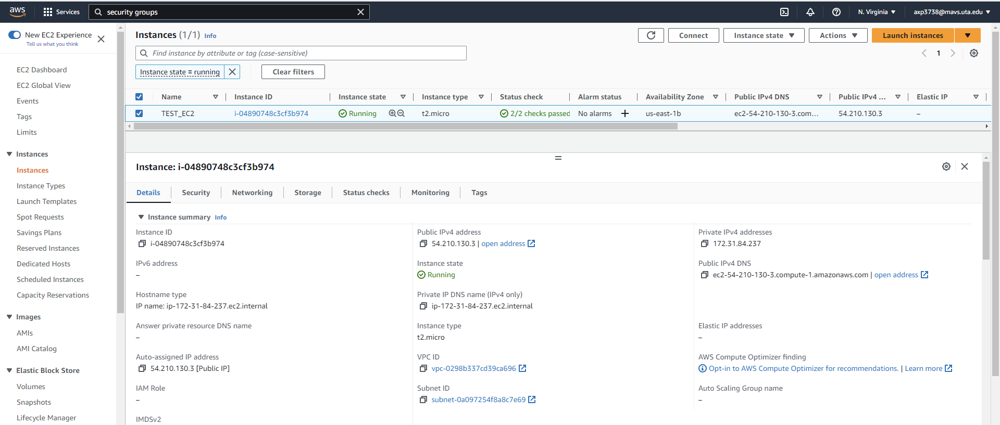 aws Services security groups N. Virginia axp3738@mavs.uta.edu
New EC2 Experience
Tell us what you think
EC2 Dashboard
EC2 Global View
Events
Tags
Limits
Instances
Instances
Instance Types
Launch Templates
Spot Requests
Savings Plans
Reserved Instances
Dedicated Hosts
Scheduled Instances
Capacity Reservations
Images
AMIs
AMI Catalog
Elastic Block Store
Volumes
Snapshots
Lifecycle Manager
Instances (1/1) Info Connect Instance state Actions Launch instances
Find instance by attribute or tag (case-sensitive) 1
Instance state = running Clear filters
Name Instance ID Instance state Instance type Status check Alarm status Availability Zone Public IPv4 DNS Public IPv4 ... Elastic IP
TEST_EC2 i-04890748c3cf3b974 Running t2.micro 2/2 checks passed No alarms + us-east-1b ec2-54-210-130-3.com... 54.210.130.3 –
Instance: i-04890748c3cf3b974
Details Security Networking Storage Status checks Monitoring Tags
Instance summary Info
Instance ID
i-04890748c3cf3b974
Public IPv4 address
54.210.130.3 | open address
Private IPv4 addresses
172.31.84.237
IPv6 address
–
Instance state
Running
Public IPv4 DNS
ec2-54-210-130-3.compute-1.amazonaws.com | open address
Hostname type
IP name: ip-172-31-84-237.ec2.internal
Private IP DNS name (IPv4 only)
ip-172-31-84-237.ec2.internal
Answer private resource DNS name
–
Instance type
t2.micro
Elastic IP addresses
–
Auto-assigned IP address
54.210.130.3 [Public IP]
VPC ID
vpc-0298b337cd39ca696
AWS Compute Optimizer finding
Opt-in to AWS Compute Optimizer for recommendations. | Learn more
IAM Role
–
Subnet ID
subnet-0a097254f8a8c7e69
Auto Scaling Group name
–
IMDSv2